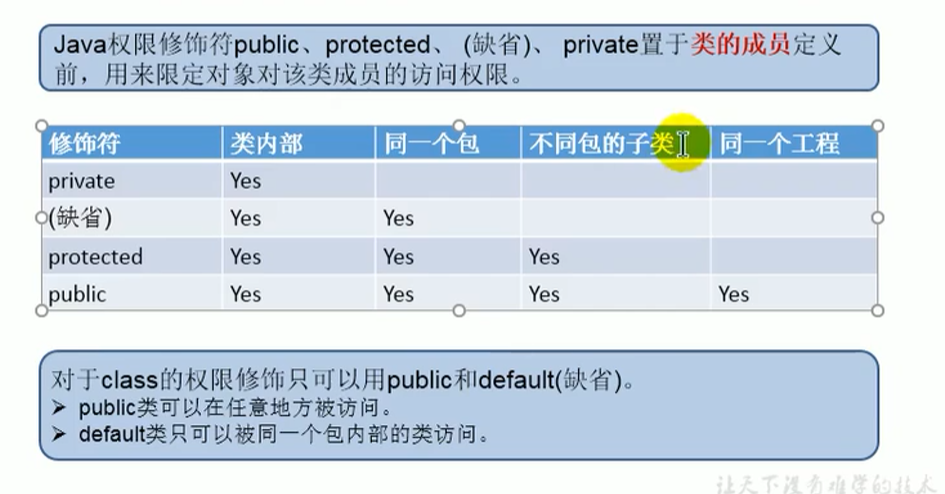 Java权限修饰符public、protected、 (缺省)、 private置于类的成员定义
前，用来限定对象对该类成员的访问权限。
修饰符 类内部 同一个包 不同包的子类 同一个工程
private Yes
(缺省) Yes Yes
protected Yes Yes Yes
public Yes Yes Yes Yes
对于class的权限修饰只可以用public和default(缺省)。
➢ public类可以在任意地方被访问。
➢ default类只可以被同一个包内部的类访问。
让天下没有难学的技术